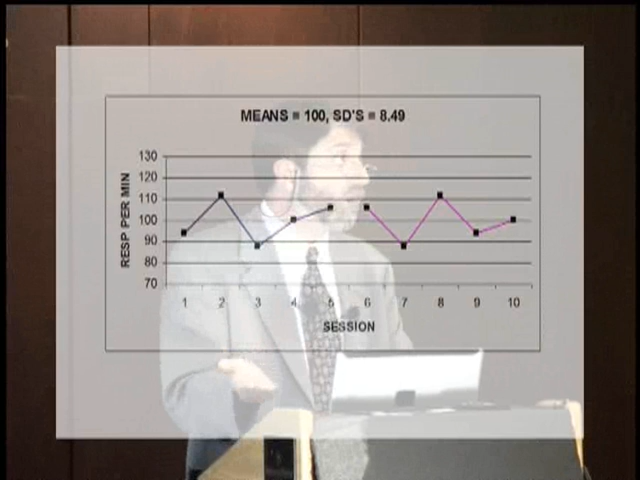 MEANS = 100, SD'S = 8.49
RESP PER MIN
130
120
110
100
90
80
70
1 2 3 4 5 6 7 8 9 10
SESSION